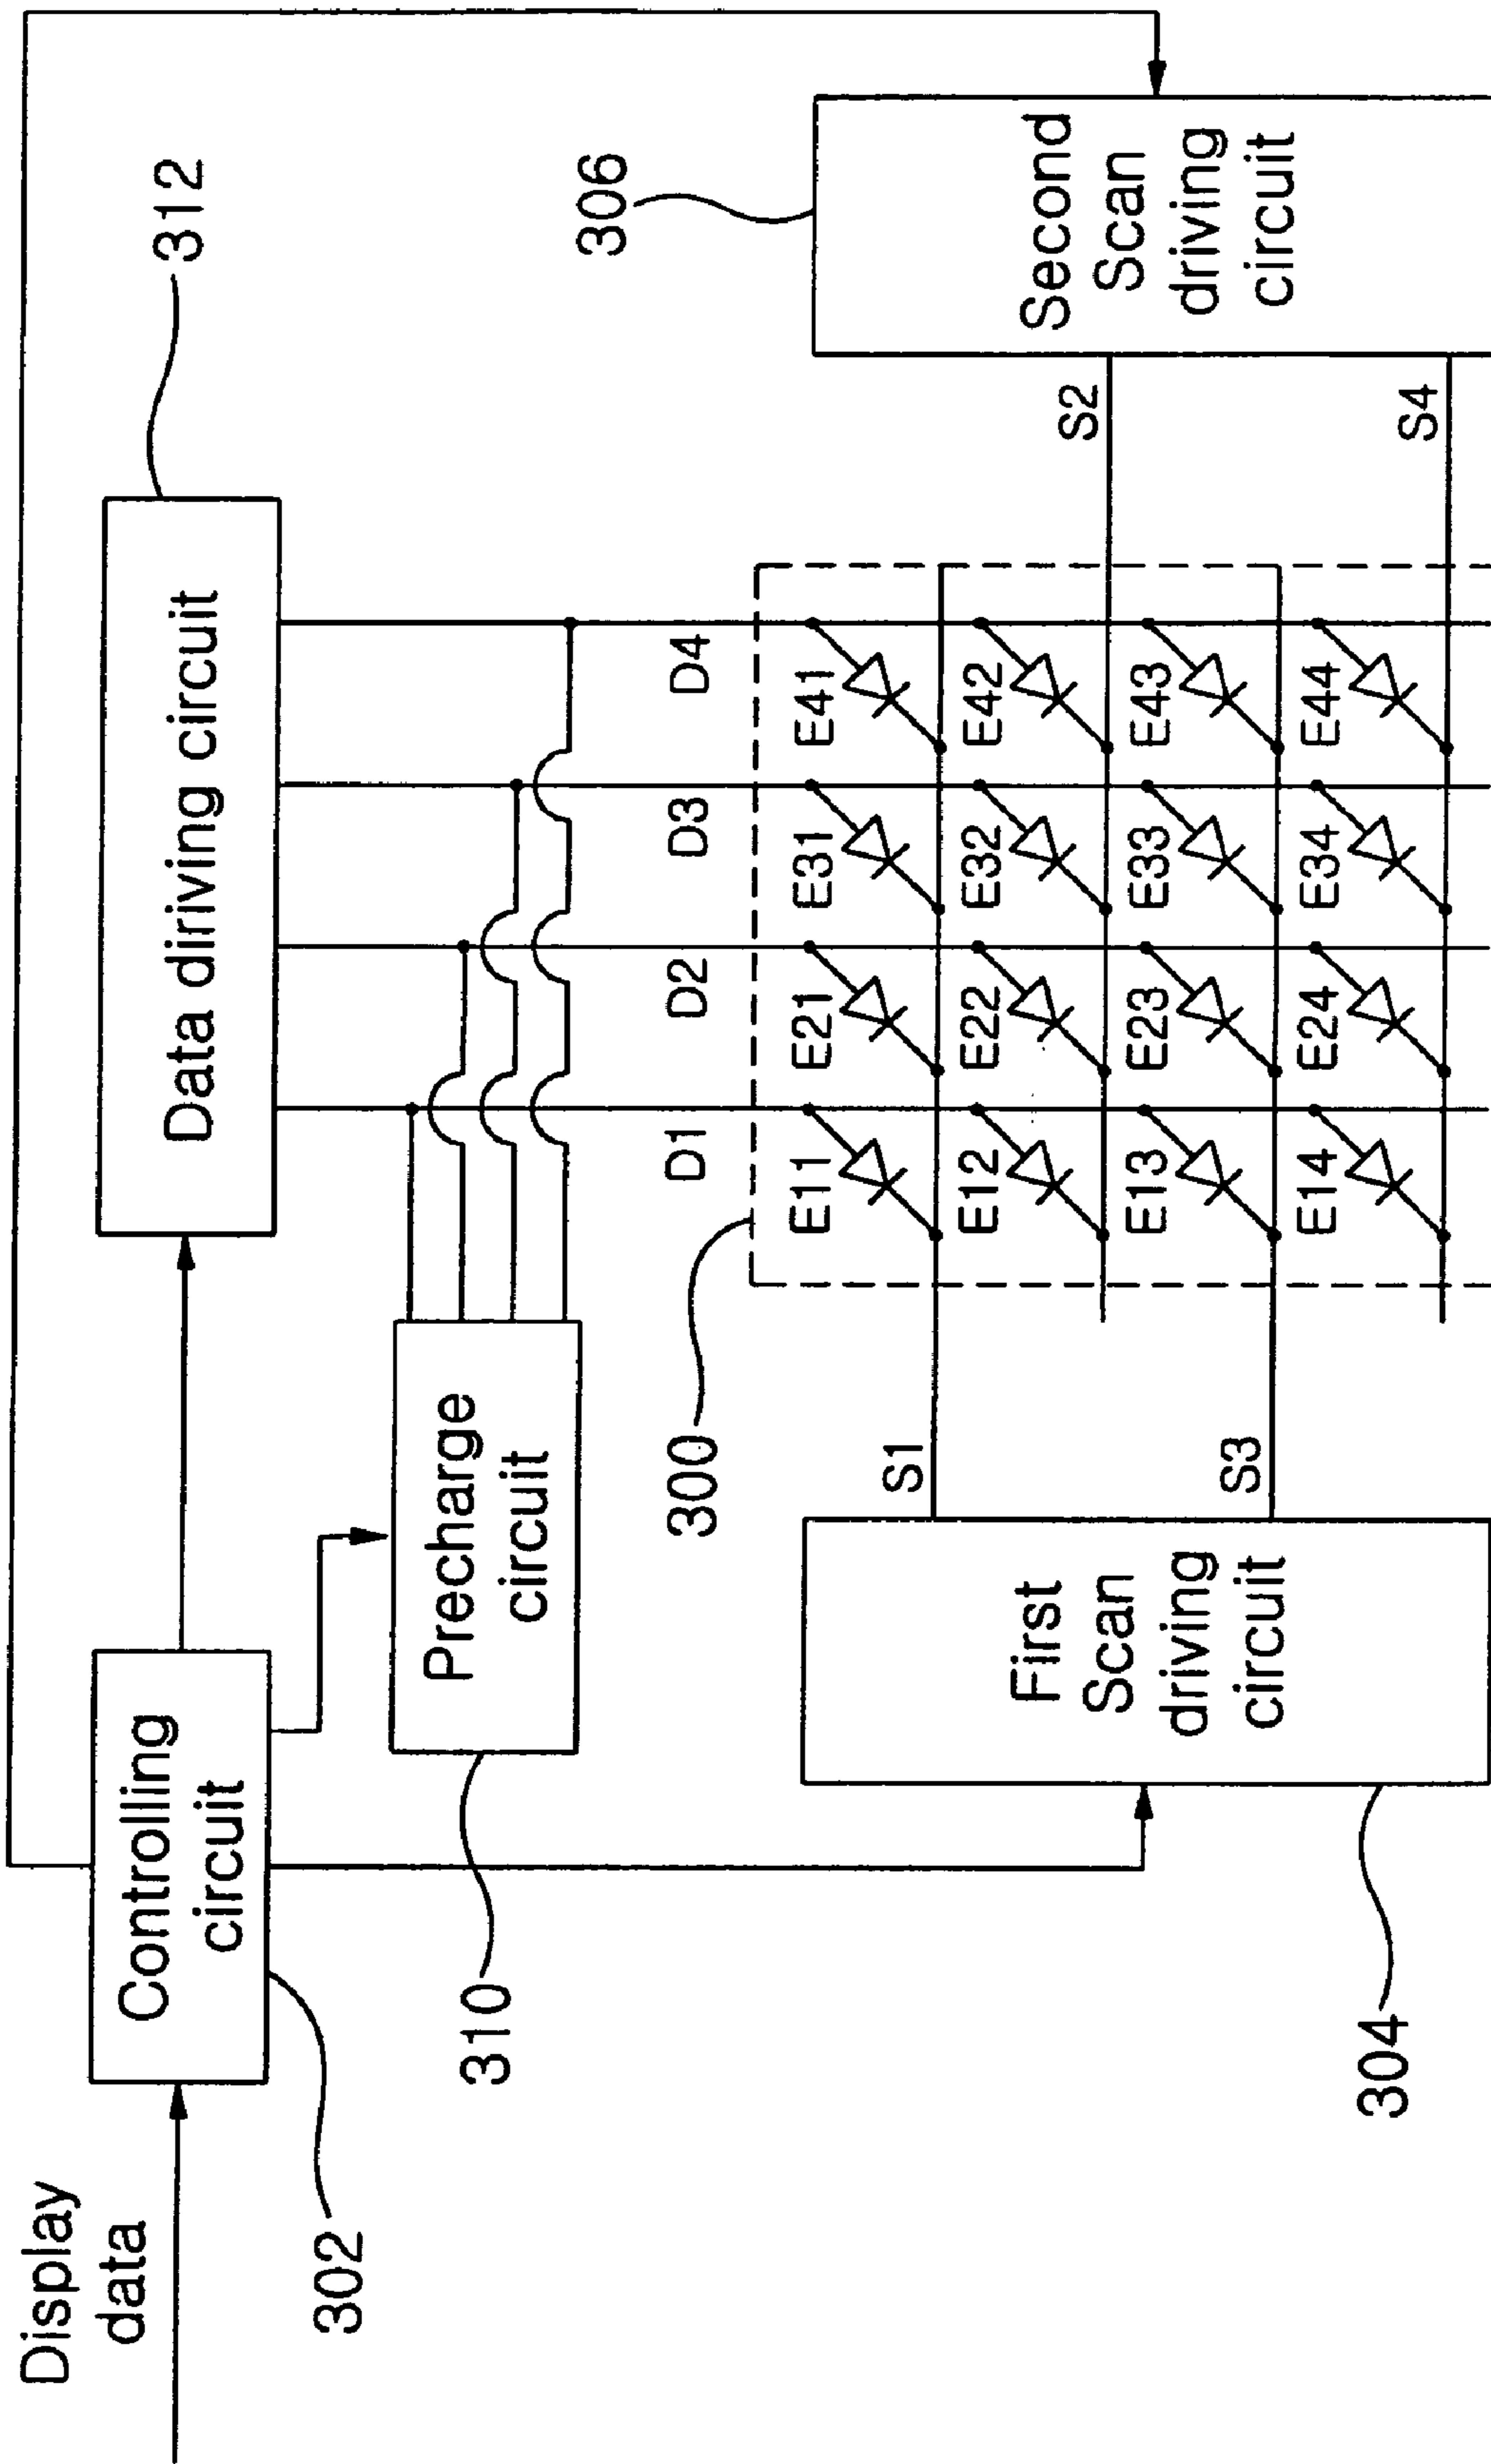 Display
data
302
Controlling
circuit
Data diriving circuit
312
310
Precharge
circuit
306
300
D1
D2
D3
D4
304
First
Scan
driving
circuit
Second
Scan
driving
circuit
S1
E11
E21
E31
E41
E12
E22
E32
E42
S2
S3
E13
E23
E33
E43
E14
E24
E34
E44
S4